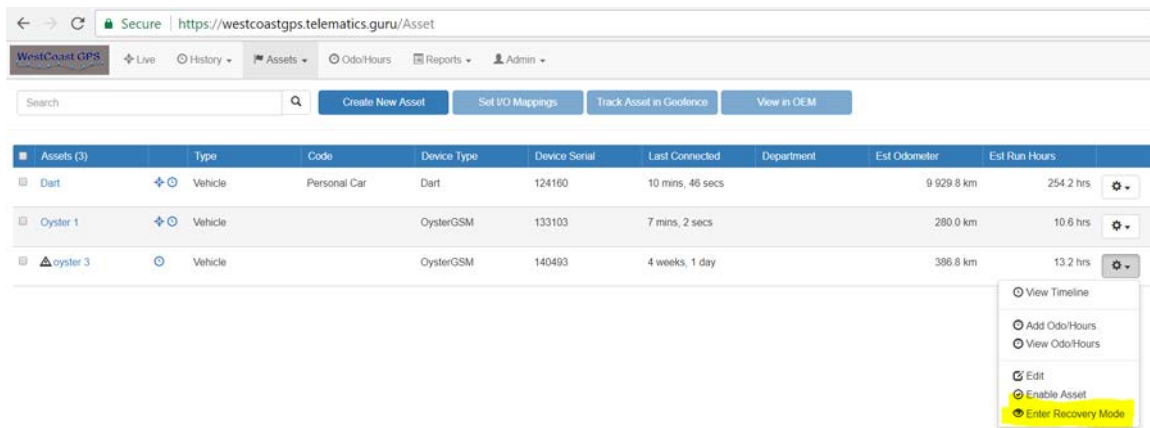 Secure https://westcoastgps.telematics.guru/Asset
WestCoast GPS Live History Assets Odo/Hours Reports Admin
Search Create New Asset Set I/O Mappings Track Asset in Geofence View in OEM
Assets (3) Type Code Device Type Device Serial Last Connected Department Est Odometer Est Run Hours
Dart Vehicle Personal Car Dart 124160 10 mins, 46 secs 9 929.8 km 254.2 hrs
Oyster 1 Vehicle OysterGSM 133103 7 mins, 2 secs 280.0 km 10.6 hrs
oyster 3 Vehicle OysterGSM 140493 4 weeks, 1 day 386.8 km 13.2 hrs
View Timeline
Add Odo/Hours
View Odo/Hours
Edit
Enable Asset
Enter Recovery Mode